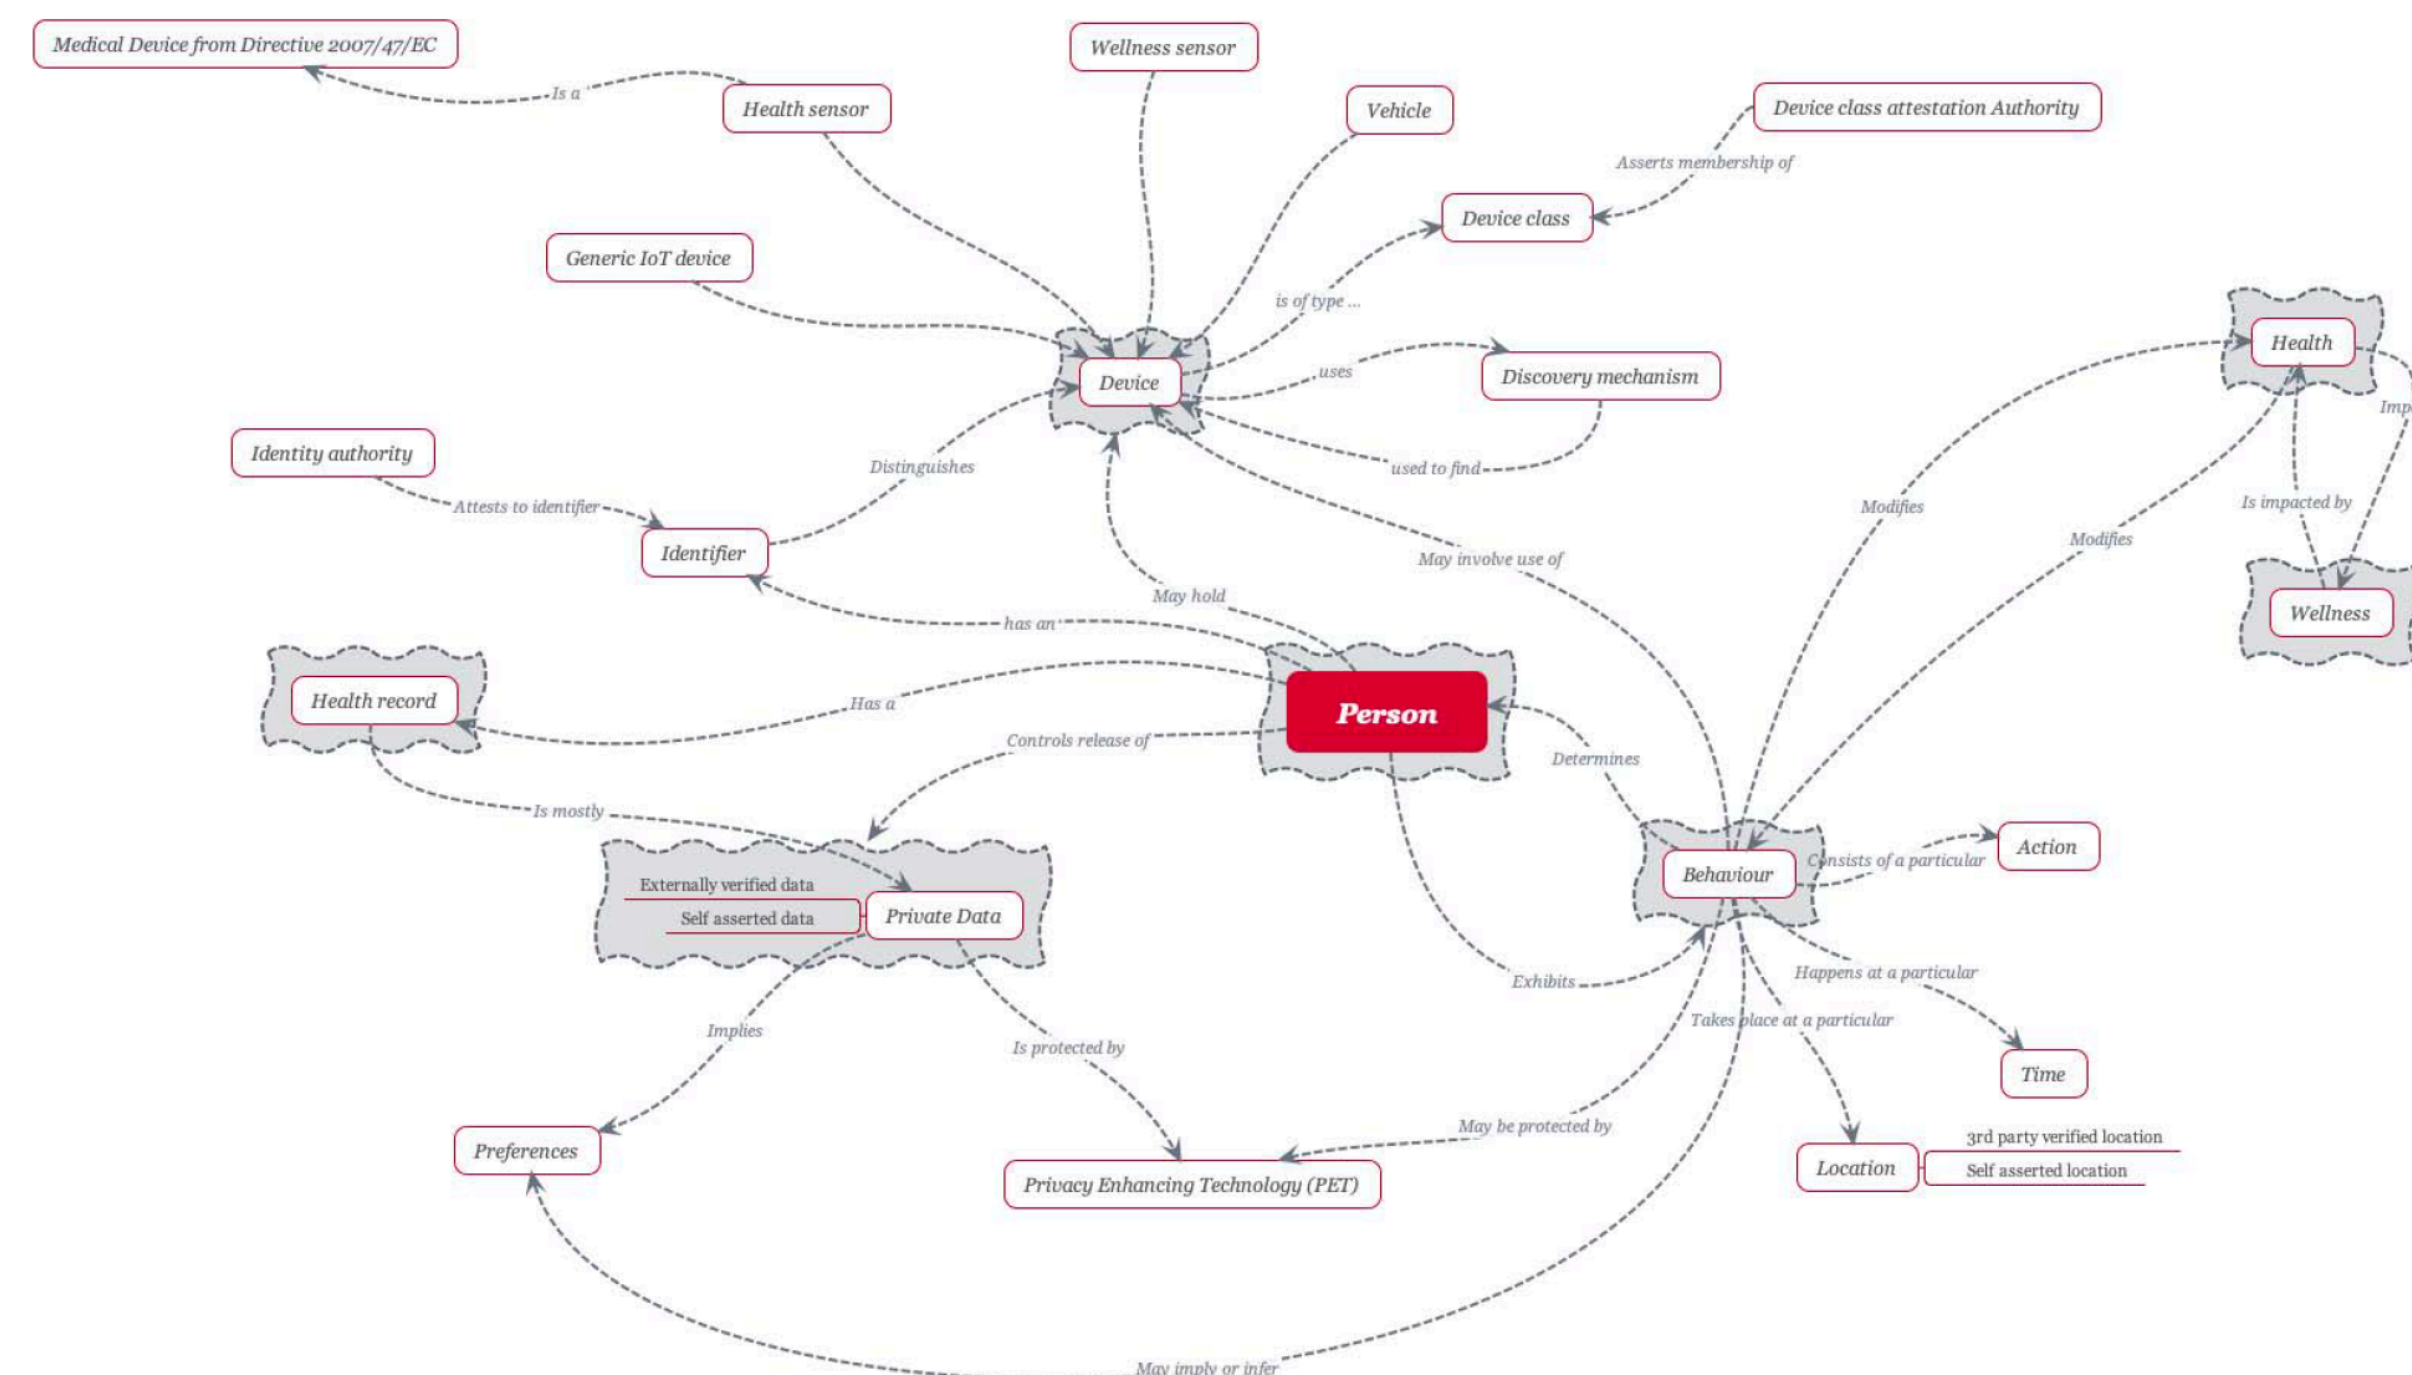 Medical Device from Directive 2007/47/EC
Wellness sensor
Is a
Health sensor
Vehicle
Device class attestation Authority
Asserts membership of
Device class
Generic IoT device
is of type ...
Health
Device
uses
Discovery mechanism
Identity authority
Distinguishes
used to find
Attests to identifier
Modifies
Is impacted by
Identifier
May involve use of
Modifies
May hold
has an
Wellness
Health record
Has a
Person
Controls release of
Determines
Is mostly
Action
Consists of a particular
Behaviour
Externally verified data
Self asserted data
Private Data
Exhibits
Happens at a particular
Takes place at a particular
Implies
Is protected by
Time
May be protected by
Preferences
3rd party verified location
Location
Self asserted location
Privacy Enhancing Technology (PET)
May imply or infer